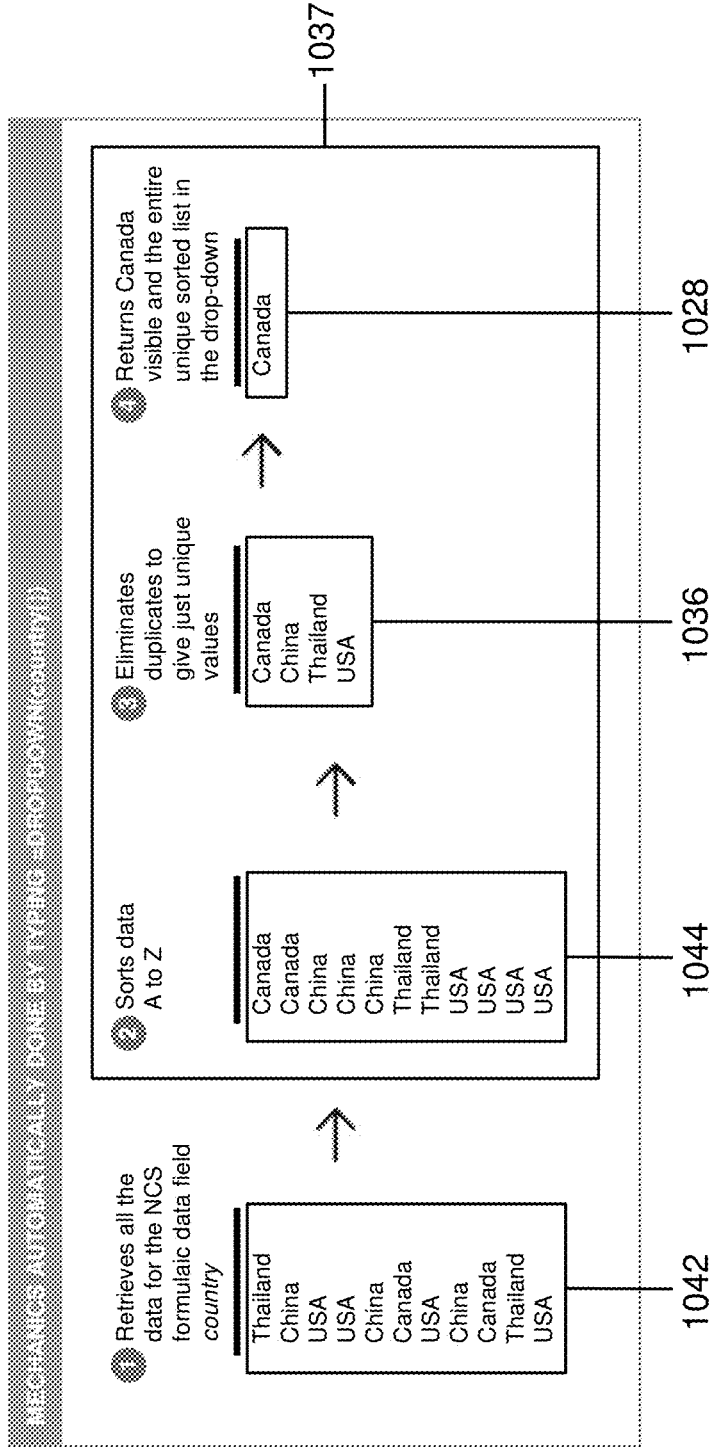 MECHANICS AUTOMATICALLY DONE BY TYPING =DROPDOWN(country{})
1 Retrieves all the
data for the NCS
formulaic data field
country
Thailand
China
USA
USA
China
Canada
USA
China
Canada
Thailand
USA
2 Sorts data
A to Z
Canada
Canada
China
China
China
Thailand
Thailand
USA
USA
USA
USA
3 Eliminates
duplicates to
give just unique
values
Canada
China
Thailand
USA
4 Returns Canada
visible and the entire
unique sorted list in
the drop-down
Canada
1037
1042
1044
1036
1028